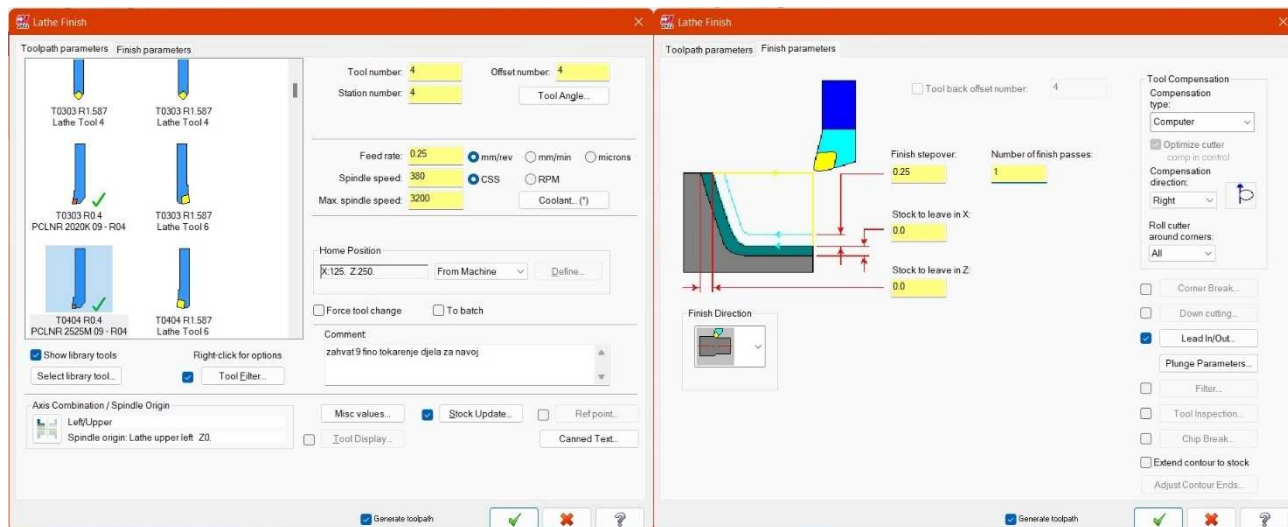 Lathe Finish
Toolpath parameters Finish parameters
T0303 R1.587
Lathe Tool 4
T0303 R1.587
Lathe Tool 4
T0303 R0.4
PCLNR 2020K 09 - R04
T0303 R1.587
Lathe Tool 6
T0404 R0.4
PCLNR 2525M 09 - R04
T0404 R1.587
Lathe Tool 6
Show library tools
Right-click for options
Select library tool...
Tool Filter...
Axis Combination / Spindle Origin
Left/Upper
Spindle origin: Lathe upper left Z0.
Tool number: 4
Offset number: 4
Station number: 4
Tool Angle...
Feed rate: 0.25 mm/rev mm/min microns
Spindle speed: 380 CSS RPM
Max. spindle speed: 3200
Coolant... (*)
Home Position
X:125. Z:250.
From Machine
Define...
Force tool change
To batch
Comment:
zahvat 9 fino tokarenje djela za navoj
Misc values...
Stock Update...
Ref point...
Tool Display...
Canned Text...
Generate toolpath
Lathe Finish
Toolpath parameters Finish parameters
Tool back offset number: 4
Finish stepover:
0.25
Number of finish passes:
1
Stock to leave in X:
0.0
Stock to leave in Z:
0.0
Finish Direction
Tool Compensation
Compensation
type:
Computer
Optimize cutter
comp in control
Compensation
direction:
Right
Roll cutter
around corners:
All
Corner Break...
Down cutting...
Lead In/Out...
Plunge Parameters...
Filter...
Tool Inspection...
Chip Break...
Extend contour to stock
Adjust Contour Ends...
Generate toolpath